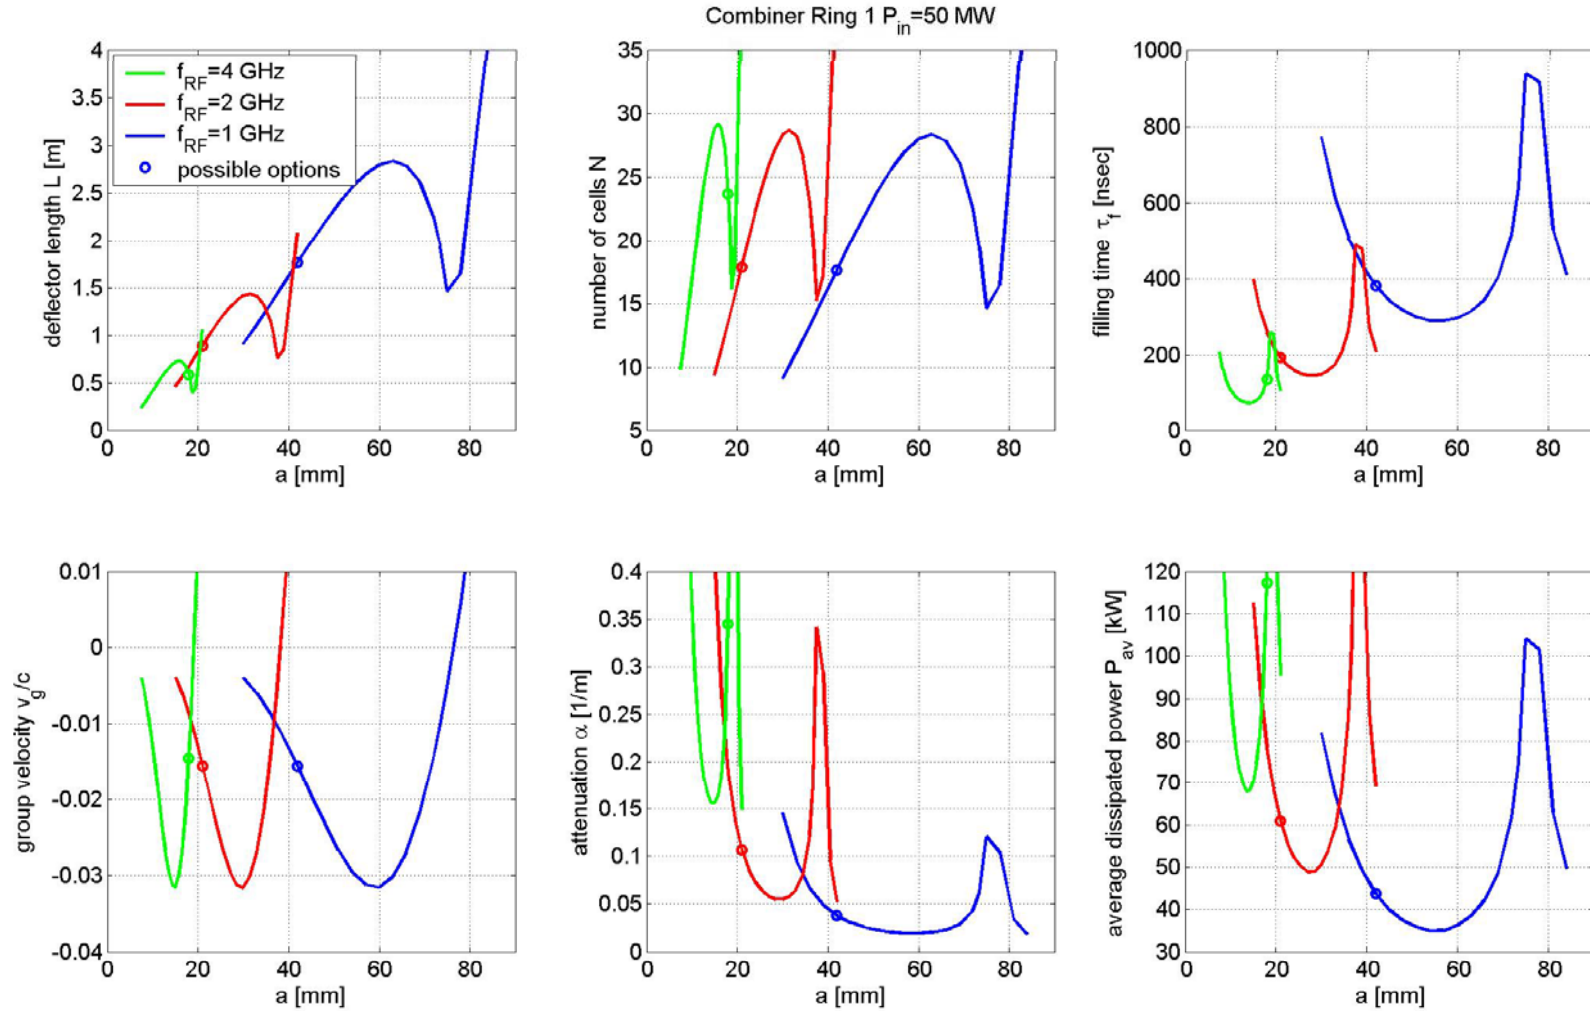 Combiner Ring 1 P_in=50 MW
deflector length L [m]
4
3.5
3
2.5
2
1.5
1
0.5
0
f_RF=4 GHz
f_RF=2 GHz
f_RF=1 GHz
possible options
0 20 40 60 80
a [mm]
number of cells N
35
30
25
20
15
10
5
0 20 40 60 80
a [mm]
filling time τ_f [nsec]
1000
800
600
400
200
0
0 20 40 60 80
a [mm]
group velocity v_g/c
0.01
0
-0.01
-0.02
-0.03
-0.04
0 20 40 60 80
a [mm]
attenuation α [1/m]
0.4
0.35
0.3
0.25
0.2
0.15
0.1
0.05
0
0 20 40 60 80
a [mm]
average dissipated power P_av [kW]
120
110
100
90
80
70
60
50
40
30
0 20 40 60 80
a [mm]